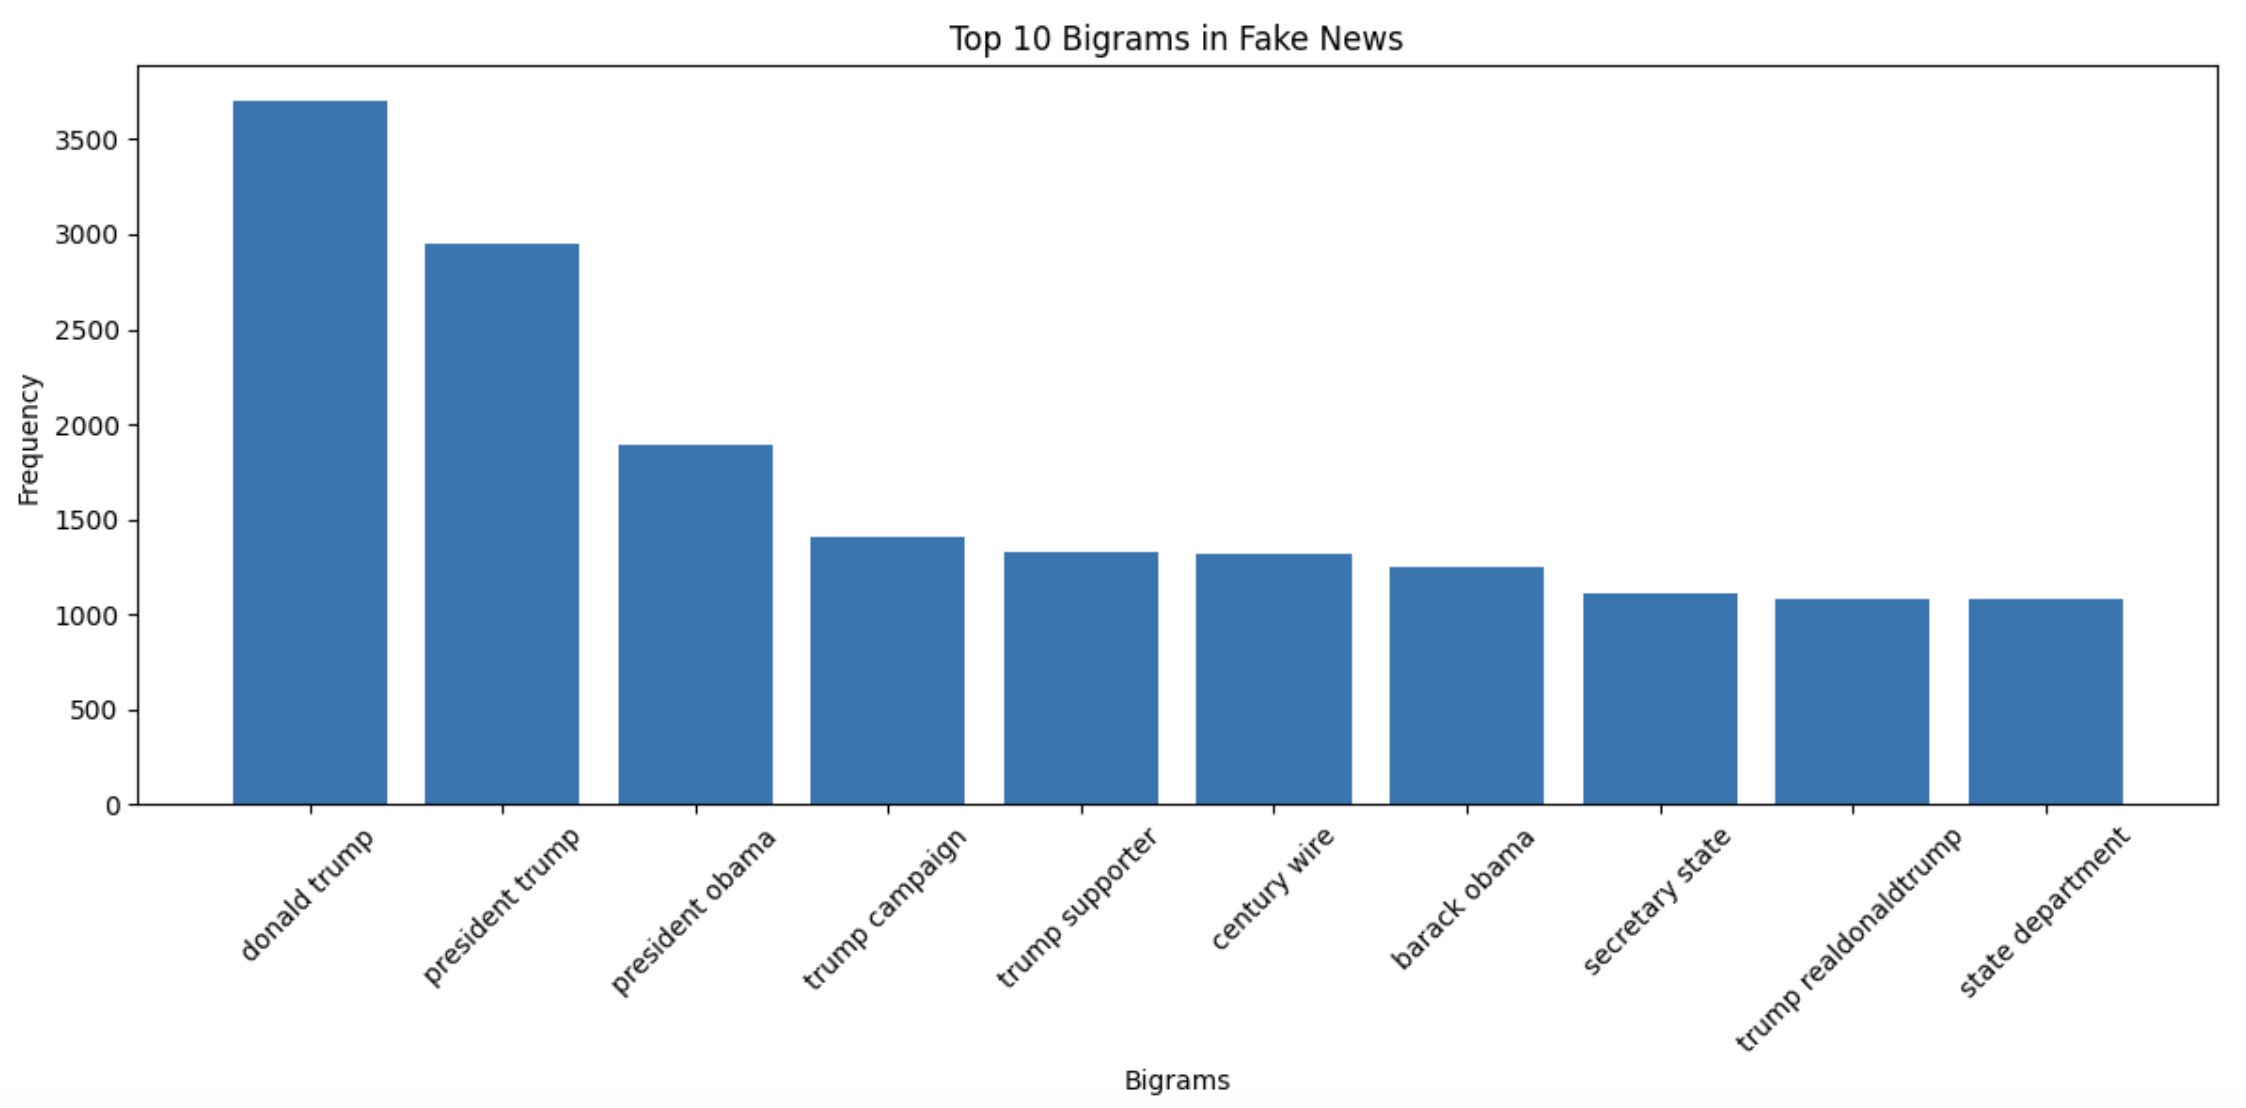 Top 10 Bigrams in Fake News
Frequency
3500
3000
2500
2000
1500
1000
500
0
donald trump
president trump
president obama
trump campaign
trump supporter
century wire
barack obama
secretary state
trump realdonaldtrump
state department
Bigrams